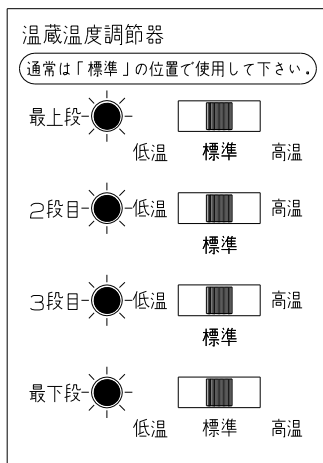 温蔵温度調節器
通常は「標準」の位置で使用して下さい。
最上段
低温 標準 高温
2段目 低温 高温
標準
3段目 低温 高温
標準
最下段
低温 標準 高温